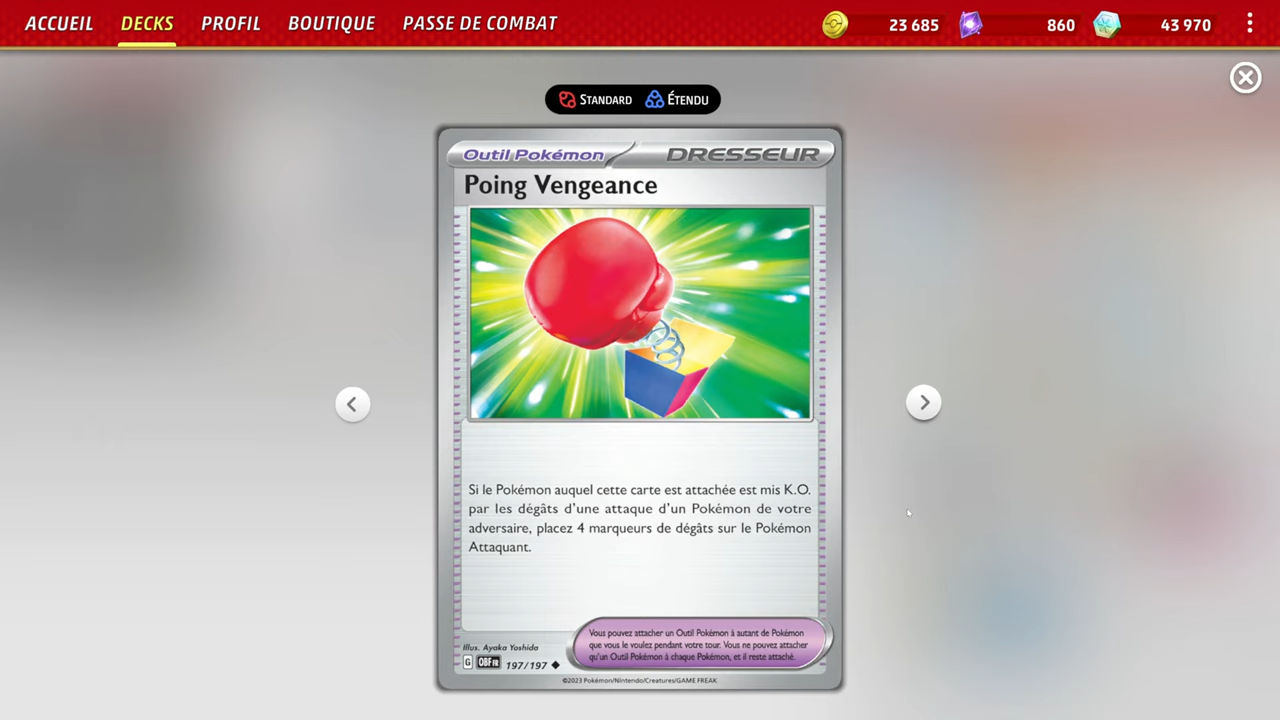 ACCUEIL DECKS PROFIL BOUTIQUE PASSE DE COMBAT 23 685 860 43 970
STANDARD ÉTENDU
Outil Pokémon DRESSEUR
Poing Vengeance
Si le Pokémon auquel cette carte est attachée est mis K.O.
par les dégâts d'une attaque d'un Pokémon de votre
adversaire, placez 4 marqueurs de dégâts sur le Pokémon
Attaquant.
Vous pouvez attacher un Outil Pokémon à autant de Pokémon
que vous le voulez pendant votre tour. Vous ne pouvez attacher
qu'un Outil Pokémon à chaque Pokémon, et il reste attaché.
Illus. Ayaka Yoshida
G OBF FR 197/197
©2023 Pokémon/Nintendo/Creatures/GAME FREAK